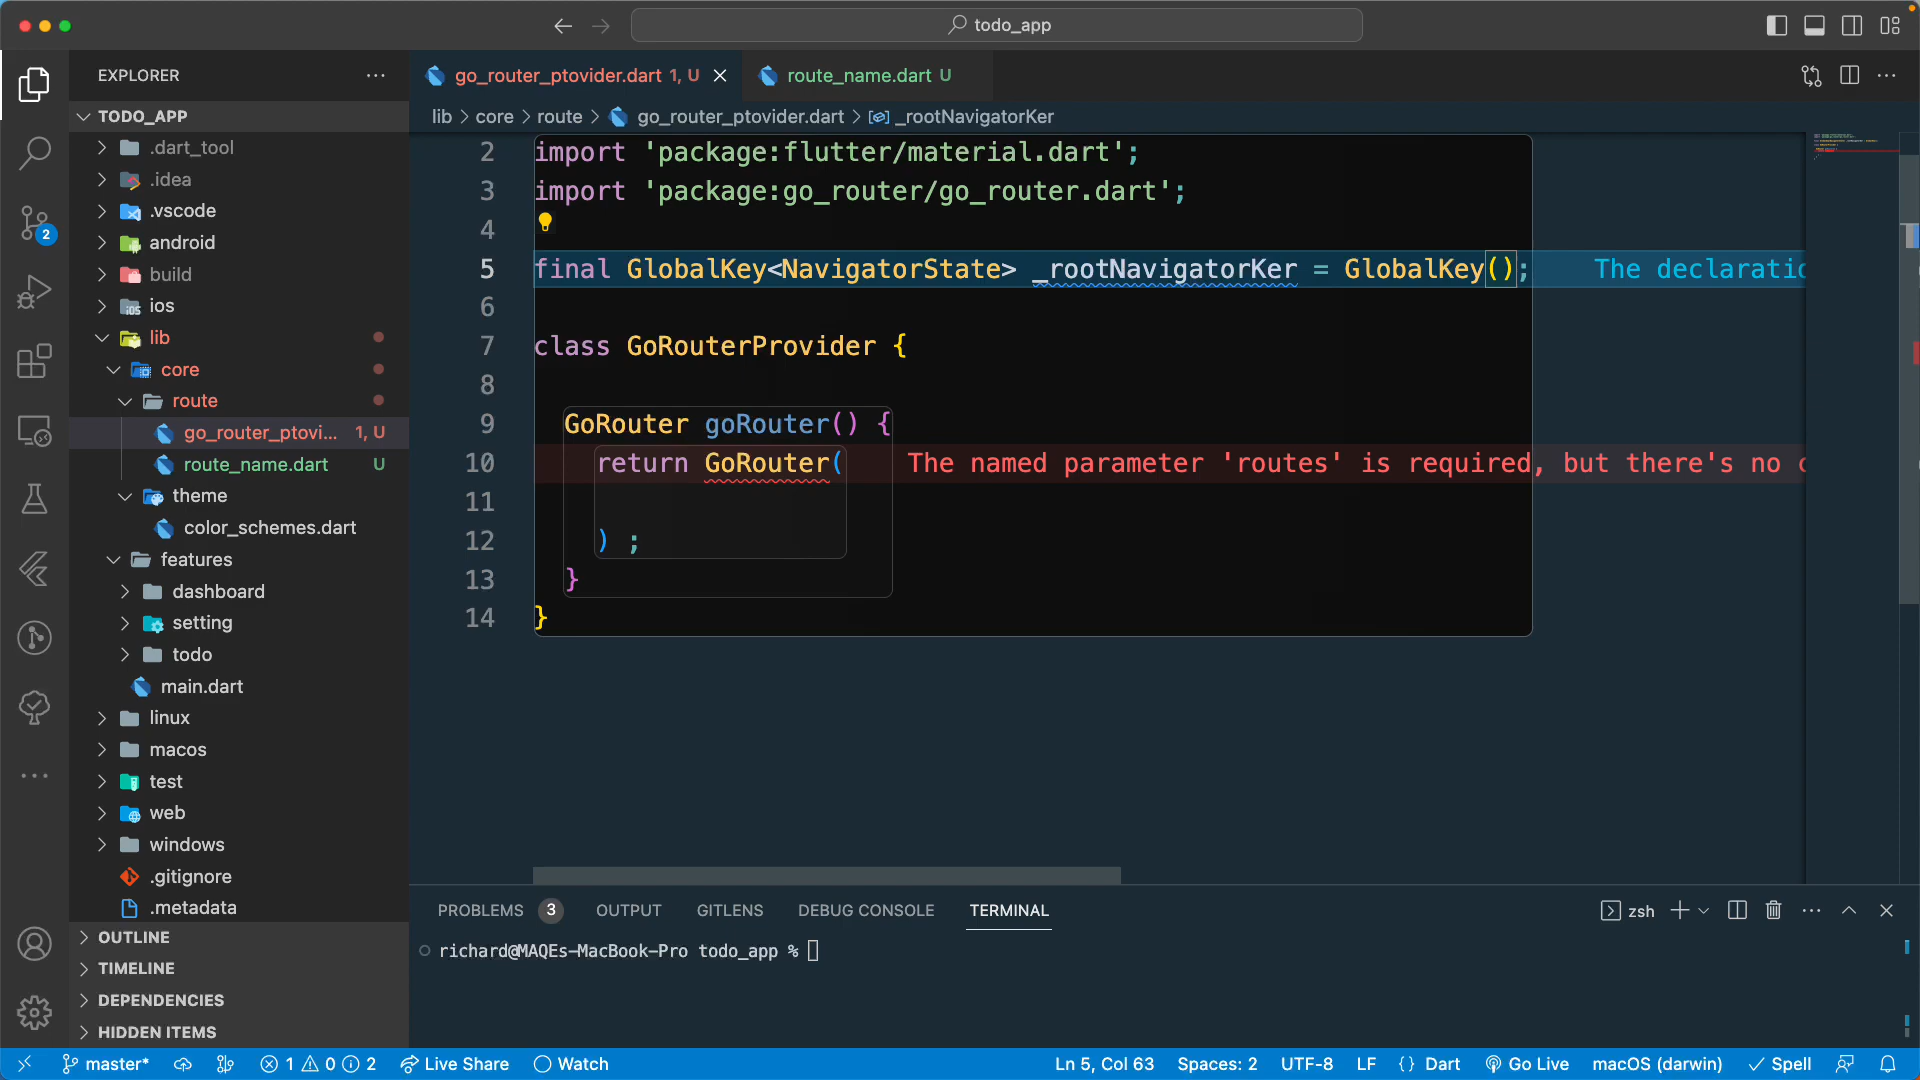 todo_app
EXPLORER
TODO_APP
.dart_tool
.idea
.vscode
android
build
ios
lib
core
route
go_router_ptovi... 1, U
route_name.dart U
theme
color_schemes.dart
features
dashboard
setting
todo
main.dart
linux
macos
test
web
windows
.gitignore
.metadata
OUTLINE
TIMELINE
DEPENDENCIES
HIDDEN ITEMS
2
go_router_ptovider.dart 1, U
route_name.dart U
lib > core > route > go_router_ptovider.dart > _rootNavigatorKer
2 import 'package:flutter/material.dart';
3 import 'package:go_router/go_router.dart';
4
5 final GlobalKey<NavigatorState> _rootNavigatorKer = GlobalKey(); The declaratio
6
7 class GoRouterProvider {
8
9 GoRouter goRouter() {
10 return GoRouter( The named parameter 'routes' is required, but there's no c
11
12 ) ;
13 }
14 }
PROBLEMS 3 OUTPUT GITLENS DEBUG CONSOLE TERMINAL
zsh
richard@MAQEs-MacBook-Pro todo_app %
master* 1 0 2 Live Share Watch
Ln 5, Col 63 Spaces: 2 UTF-8 LF {} Dart Go Live macOS (darwin) Spell